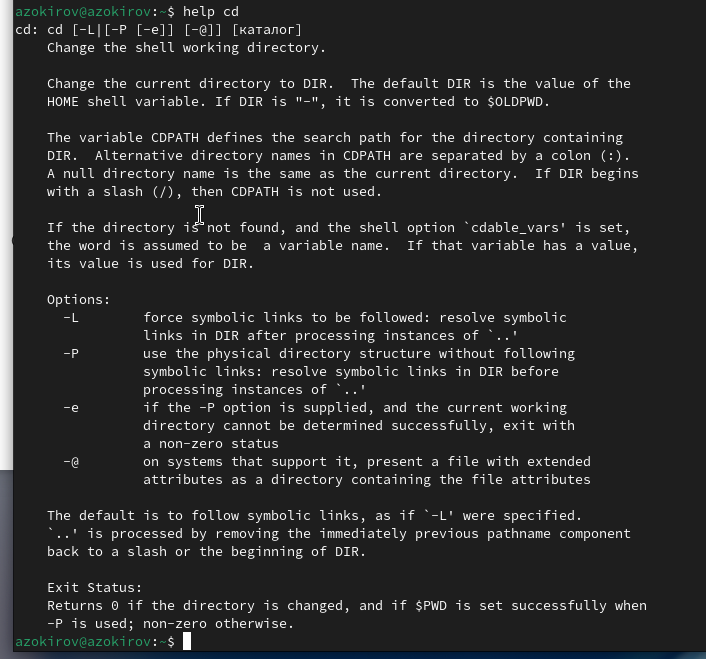 azokirov@azokirov:~$ help cd
cd: cd [-L|[-P [-e]] [-@]] [каталог]
Change the shell working directory.
Change the current directory to DIR.  The default DIR is the value of the
HOME shell variable. If DIR is "-", it is converted to $OLDPWD.
The variable CDPATH defines the search path for the directory containing
DIR.  Alternative directory names in CDPATH are separated by a colon (:).
A null directory name is the same as the current directory.  If DIR begins
with a slash (/), then CDPATH is not used.
If the directory is not found, and the shell option `cdable_vars' is set,
the word is assumed to be  a variable name.  If that variable has a value,
its value is used for DIR.
Options:
-L        force symbolic links to be followed: resolve symbolic
links in DIR after processing instances of `..'
-P        use the physical directory structure without following
symbolic links: resolve symbolic links in DIR before
processing instances of `..'
-e        if the -P option is supplied, and the current working
directory cannot be determined successfully, exit with
a non-zero status
-@        on systems that support it, present a file with extended
attributes as a directory containing the file attributes
The default is to follow symbolic links, as if `-L' were specified.
`..' is processed by removing the immediately previous pathname component
back to a slash or the beginning of DIR.
Exit Status:
Returns 0 if the directory is changed, and if $PWD is set successfully when
-P is used; non-zero otherwise.
azokirov@azokirov:~$